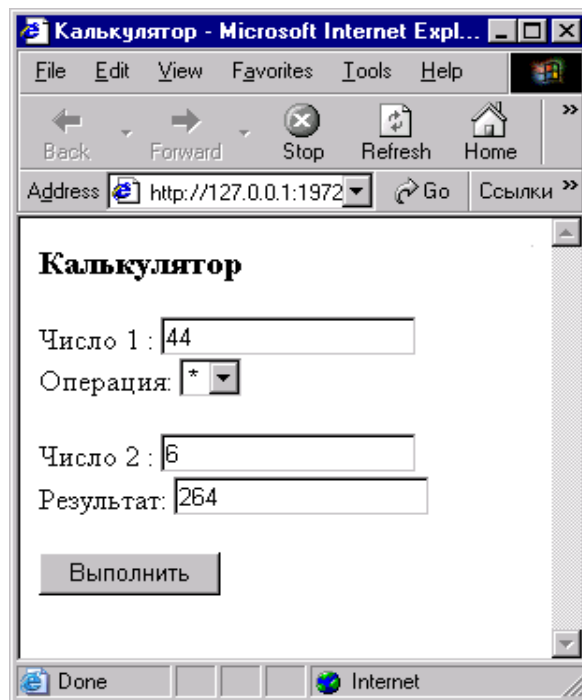 Калькулятор - Microsoft Internet Expl...
File Edit View Favorites Tools Help
Back Forward Stop Refresh Home »
Address http://127.0.0.1:1972 Go Ссылки »
Калькулятор
Число 1 : 44
Операция: *
Число 2 : 6
Результат: 264
Выполнить
Done Internet